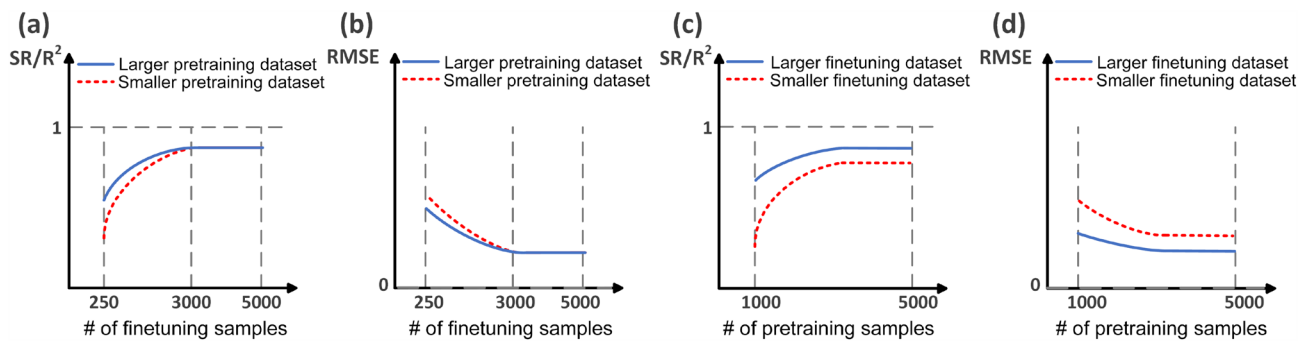 (a)
SR/R²
Larger pretraining dataset
Smaller pretraining dataset
1
250 3000 5000
# of finetuning samples
(b)
RMSE
Larger pretraining dataset
Smaller pretraining dataset
0
250 3000 5000
# of finetuning samples
(c)
SR/R²
Larger finetuning dataset
Smaller finetuning dataset
1
1000 5000
# of pretraining samples
(d)
RMSE
Larger finetuning dataset
Smaller finetuning dataset
0
1000 5000
# of pretraining samples